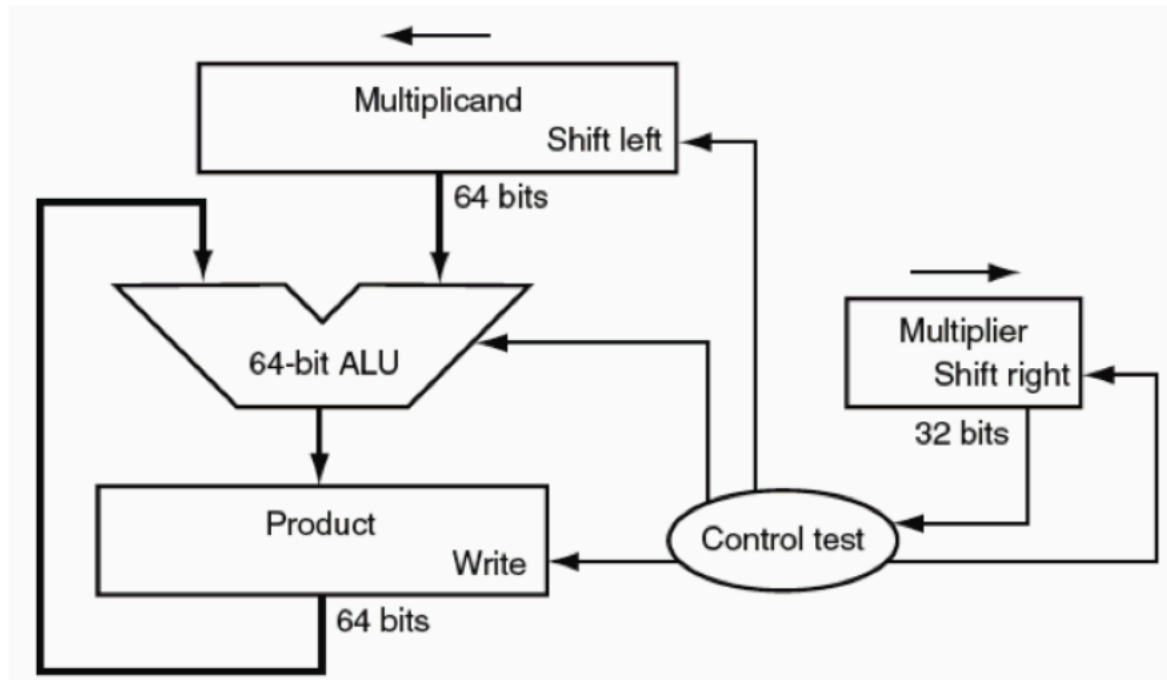 Multiplicand
Shift left
64 bits
64-bit ALU
Multiplier
Shift right
32 bits
Product
Write
Control test
64 bits